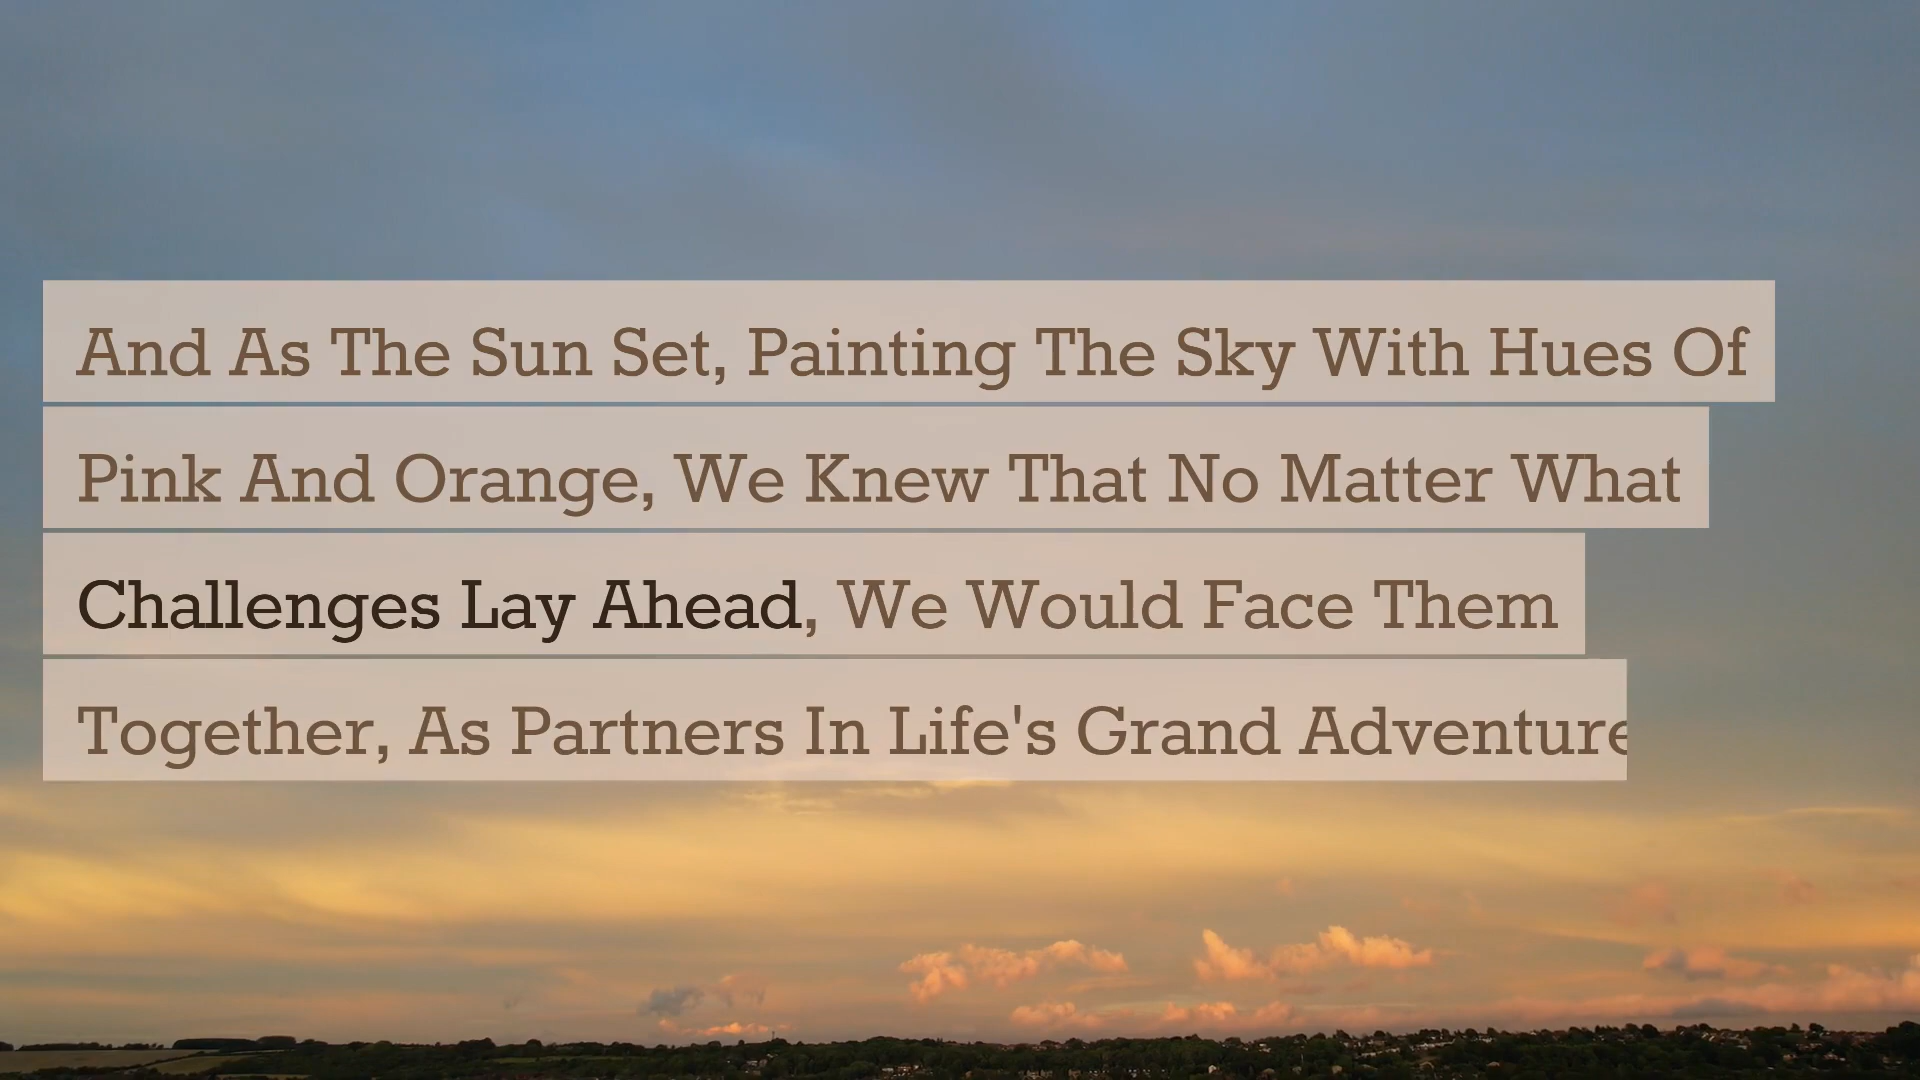 And As The Sun Set, Painting The Sky With Hues Of
Pink And Orange, We Knew That No Matter What
Challenges Lay Ahead, We Would Face Them
Together, As Partners In Life's Grand Adventure